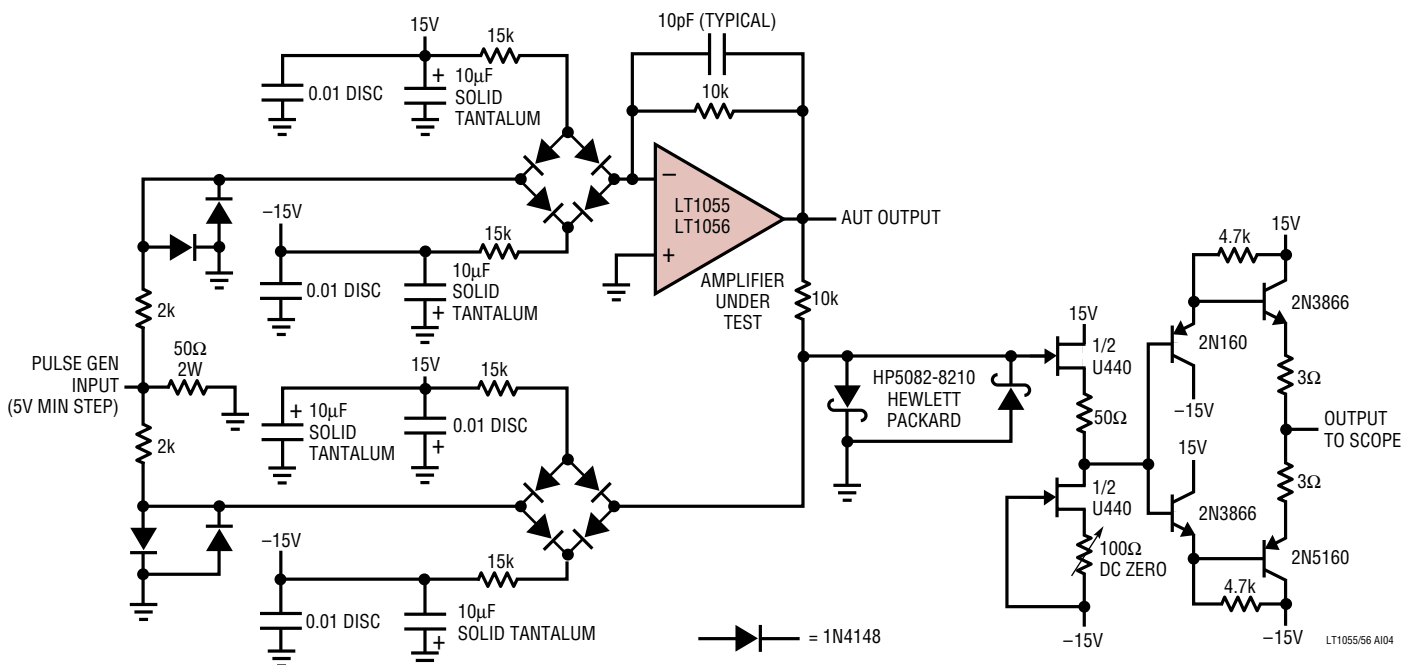 10pF (TYPICAL)
15V
15k
10k
0.01 DISC
+
10µF
SOLID
TANTALUM
–
LT1055
LT1056
+
AUT OUTPUT
AMPLIFIER
UNDER
TEST
–15V
15k
0.01 DISC
10µF
SOLID
TANTALUM
+
10k
2k
PULSE GEN
INPUT
(5V MIN STEP)
50Ω
2W
2k
15V
15k
+
10µF
SOLID
TANTALUM
0.01 DISC
+
–15V
15k
0.01 DISC
10µF
SOLID TANTALUM
+
HP5082-8210
HEWLETT
PACKARD
15V
1/2
U440
50Ω
1/2
U440
100Ω
DC ZERO
–15V
4.7k
15V
2N3866
2N160
–15V
3Ω
OUTPUT
TO SCOPE
15V
2N3866
3Ω
2N5160
4.7k
–15V
= 1N4148
LT1055/56 AI04